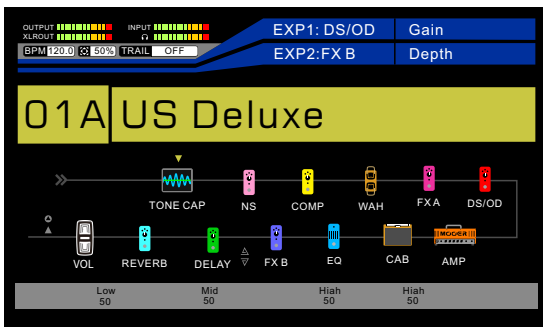 OUTPUT INPUT
XLROUT
BPM 120.0 50% TRAIL OFF
EXP1: DS/OD Gain
EXP2:FX B Depth
01A US Deluxe
TONE CAP NS COMP WAH FX A DS/OD
MOOER
VOL REVERB DELAY FX B EQ CAB AMP
Low Mid Hiah Hiah
50 50 50 50